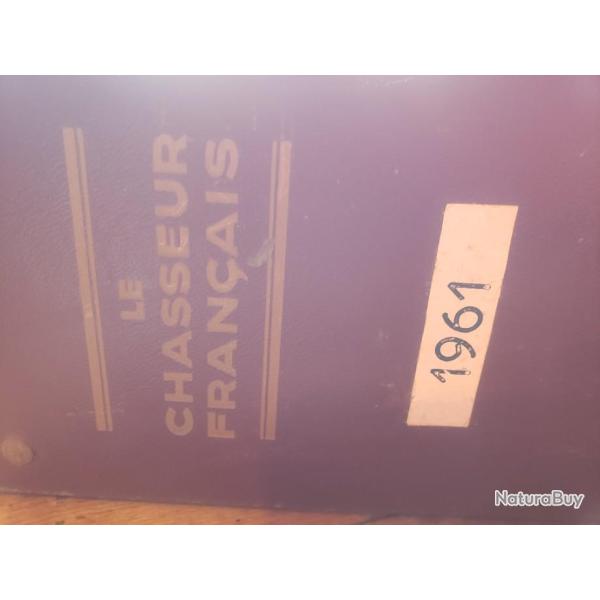 LE
CHASSEUR
FRANÇAIS
1961
NaturaBuy